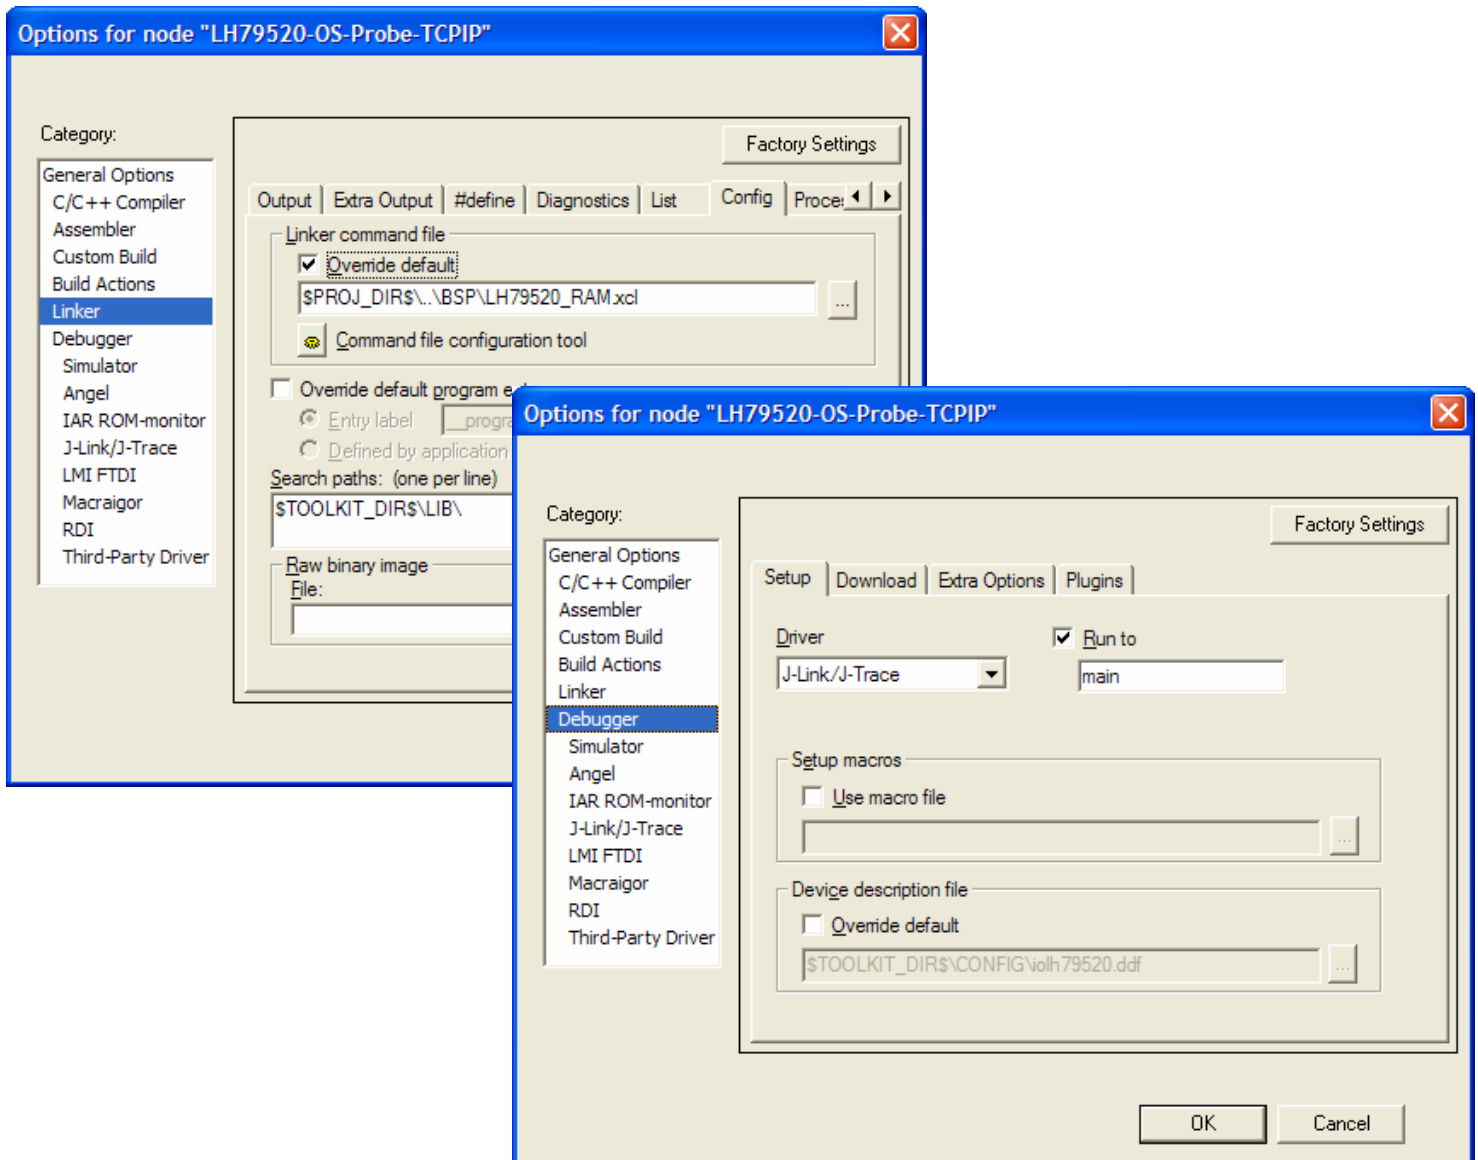 Options for node "LH79520-OS-Probe-TCPIP"
Category:
General Options
C/C++ Compiler
Assembler
Custom Build
Build Actions
Linker
Debugger
Simulator
Angel
IAR ROM-monitor
J-Link/J-Trace
LMI FTDI
Macraigor
RDI
Third-Party Driver
Factory Settings
Output Extra Output #define Diagnostics List Config Proce
Linker command file
Override default
$PROJ_DIR$\..\BSP\LH79520_RAM.xcl
...
Command file configuration tool
Override default program
Entry label
Defined by application
Search paths: (one per line)
$TOOLKIT_DIR$\LIB\
Raw binary image
File:
Options for node "LH79520-OS-Probe-TCPIP"
Category:
General Options
C/C++ Compiler
Assembler
Custom Build
Build Actions
Linker
Debugger
Simulator
Angel
IAR ROM-monitor
J-Link/J-Trace
LMI FTDI
Macraigor
RDI
Third-Party Driver
Factory Settings
Setup Download Extra Options Plugins
Driver
J-Link/J-Trace
Run to
main
Setup macros
Use macro file
...
Device description file
Override default
$TOOLKIT_DIR$\CONFIG\iolh79520.ddf
...
OK Cancel